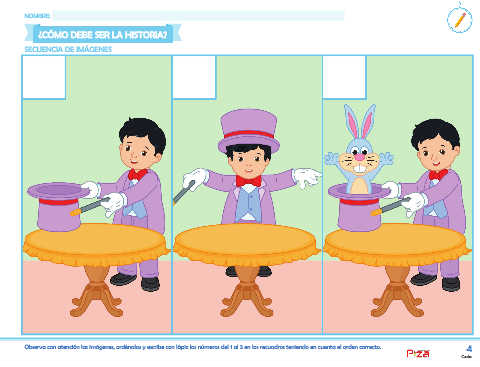 NOMBRE:
¿CÓMO DEBE SER LA HISTORIA?
SECUENCIA DE IMÁGENES
Observa con atención las imágenes, ordénalas y escribe con lápiz los números del 1 al 3 en los recuadros teniendo en cuenta el orden correcto.
4